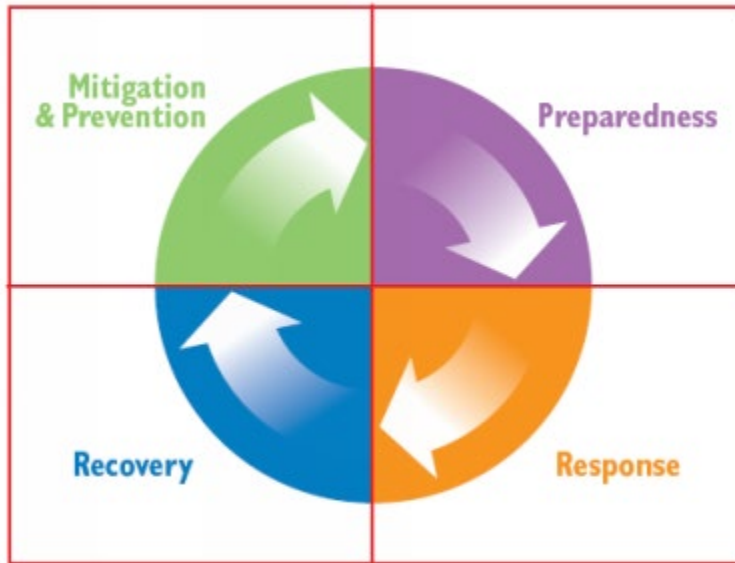 Mitigation
& Prevention
Preparedness
Recovery
Response